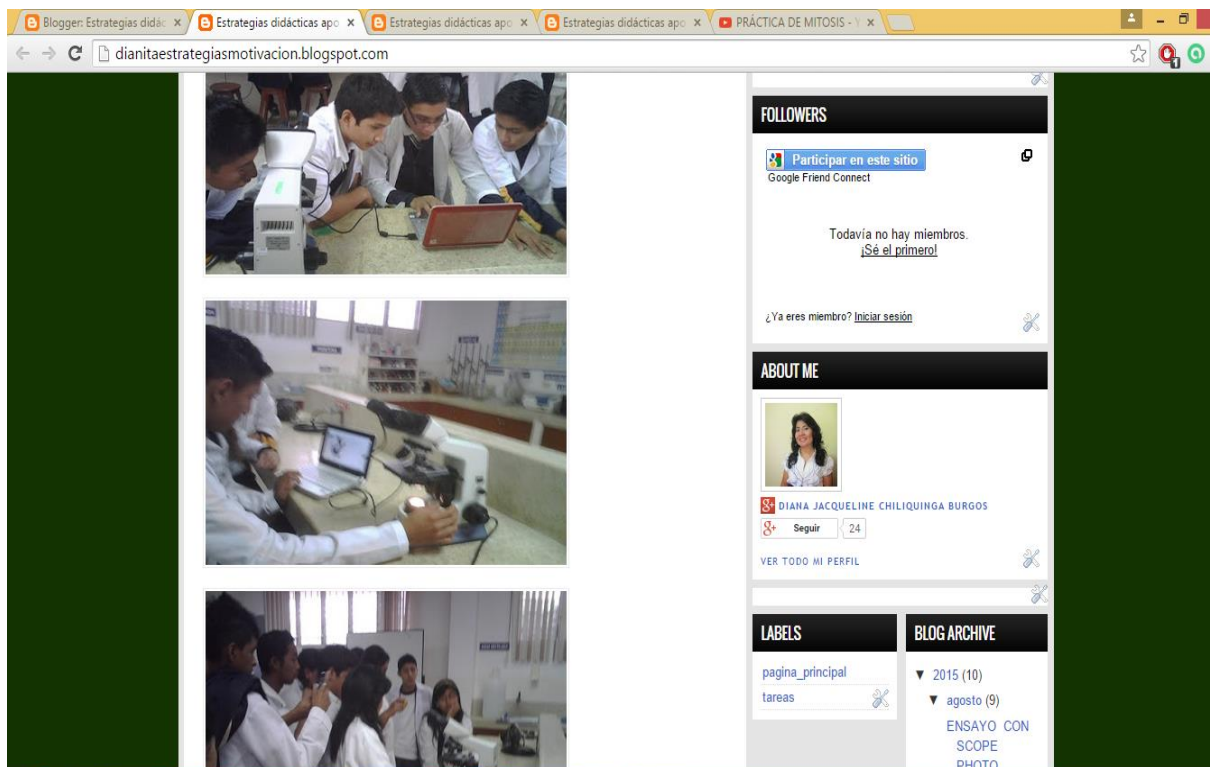 Blogger: Estrategias didác
Estrategias didácticas apo
Estrategias didácticas apo
Estrategias didácticas apo
PRÁCTICA DE MITOSIS - Y
dianitaestrategiasmotivacion.blogspot.com
1
FOLLOWERS
Participar en este sitio
Google Friend Connect
Todavía no hay miembros.
¡Sé el primero!
¿Ya eres miembro? Iniciar sesión
ABOUT ME
DIANA JACQUELINE CHILIQUINGA BURGOS
Seguir 24
VER TODO MI PERFIL
LABELS
pagina_principal
tareas
BLOG ARCHIVE
▼ 2015 (10)
▼ agosto (9)
ENSAYO CON
SCOPE
PHOTO